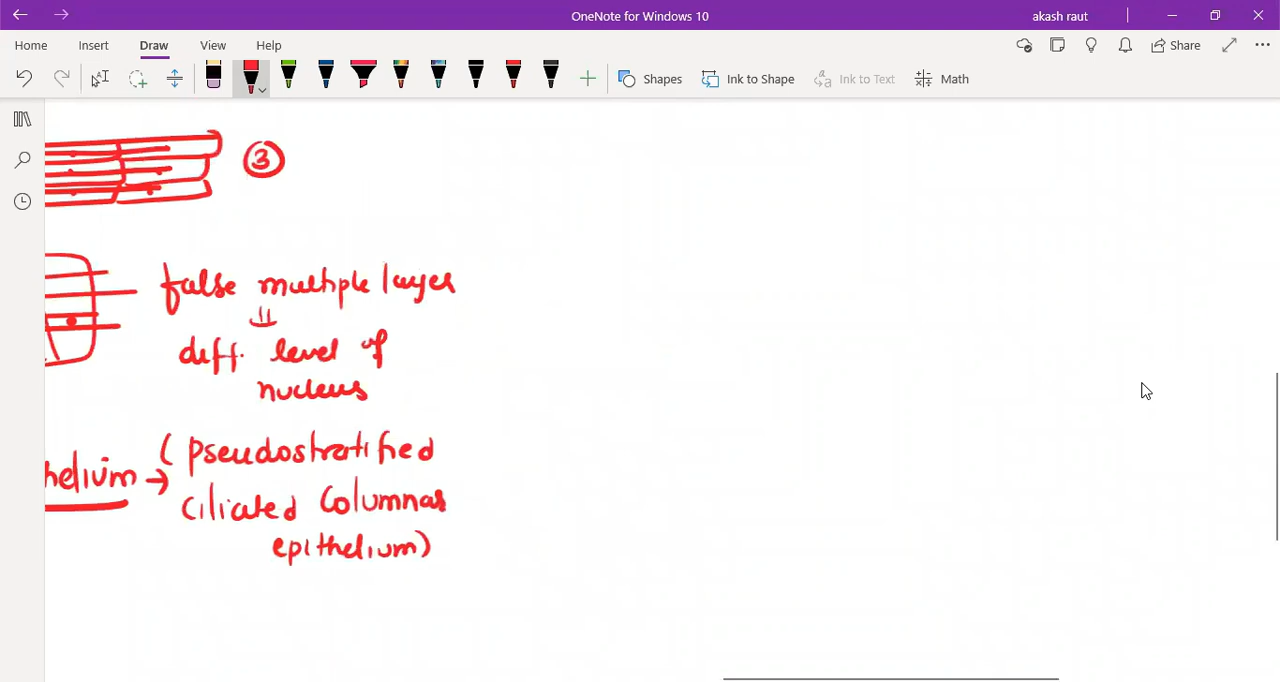 OneNote for Windows 10
akash raut
Home Insert Draw View Help
Share
Shapes Ink to Shape Ink to Text Math
3
false multiple layer
diff. level of
nucleus
helium → (pseudostratified
ciliated Columnar
epithelium)